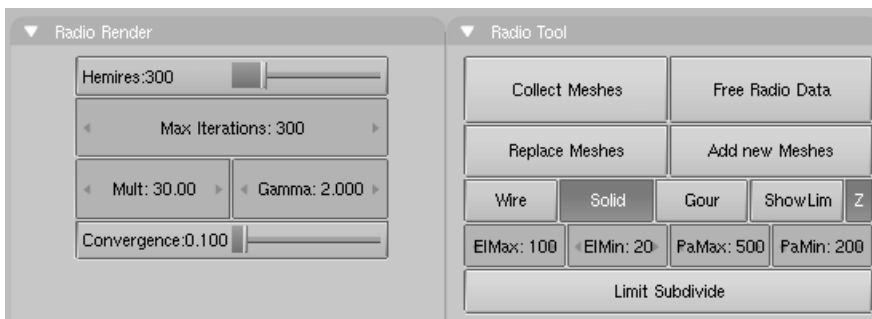 Radio Render
Hemires:300
Max Iterations: 300
Mult: 30.00 Gamma: 2.000
Convergence:0.100
Radio Tool
Collect Meshes Free Radio Data
Replace Meshes Add new Meshes
Wire Solid Gour ShowLim Z
ElMax: 100 ElMin: 20 PaMax: 500 PaMin: 200
Limit Subdivide